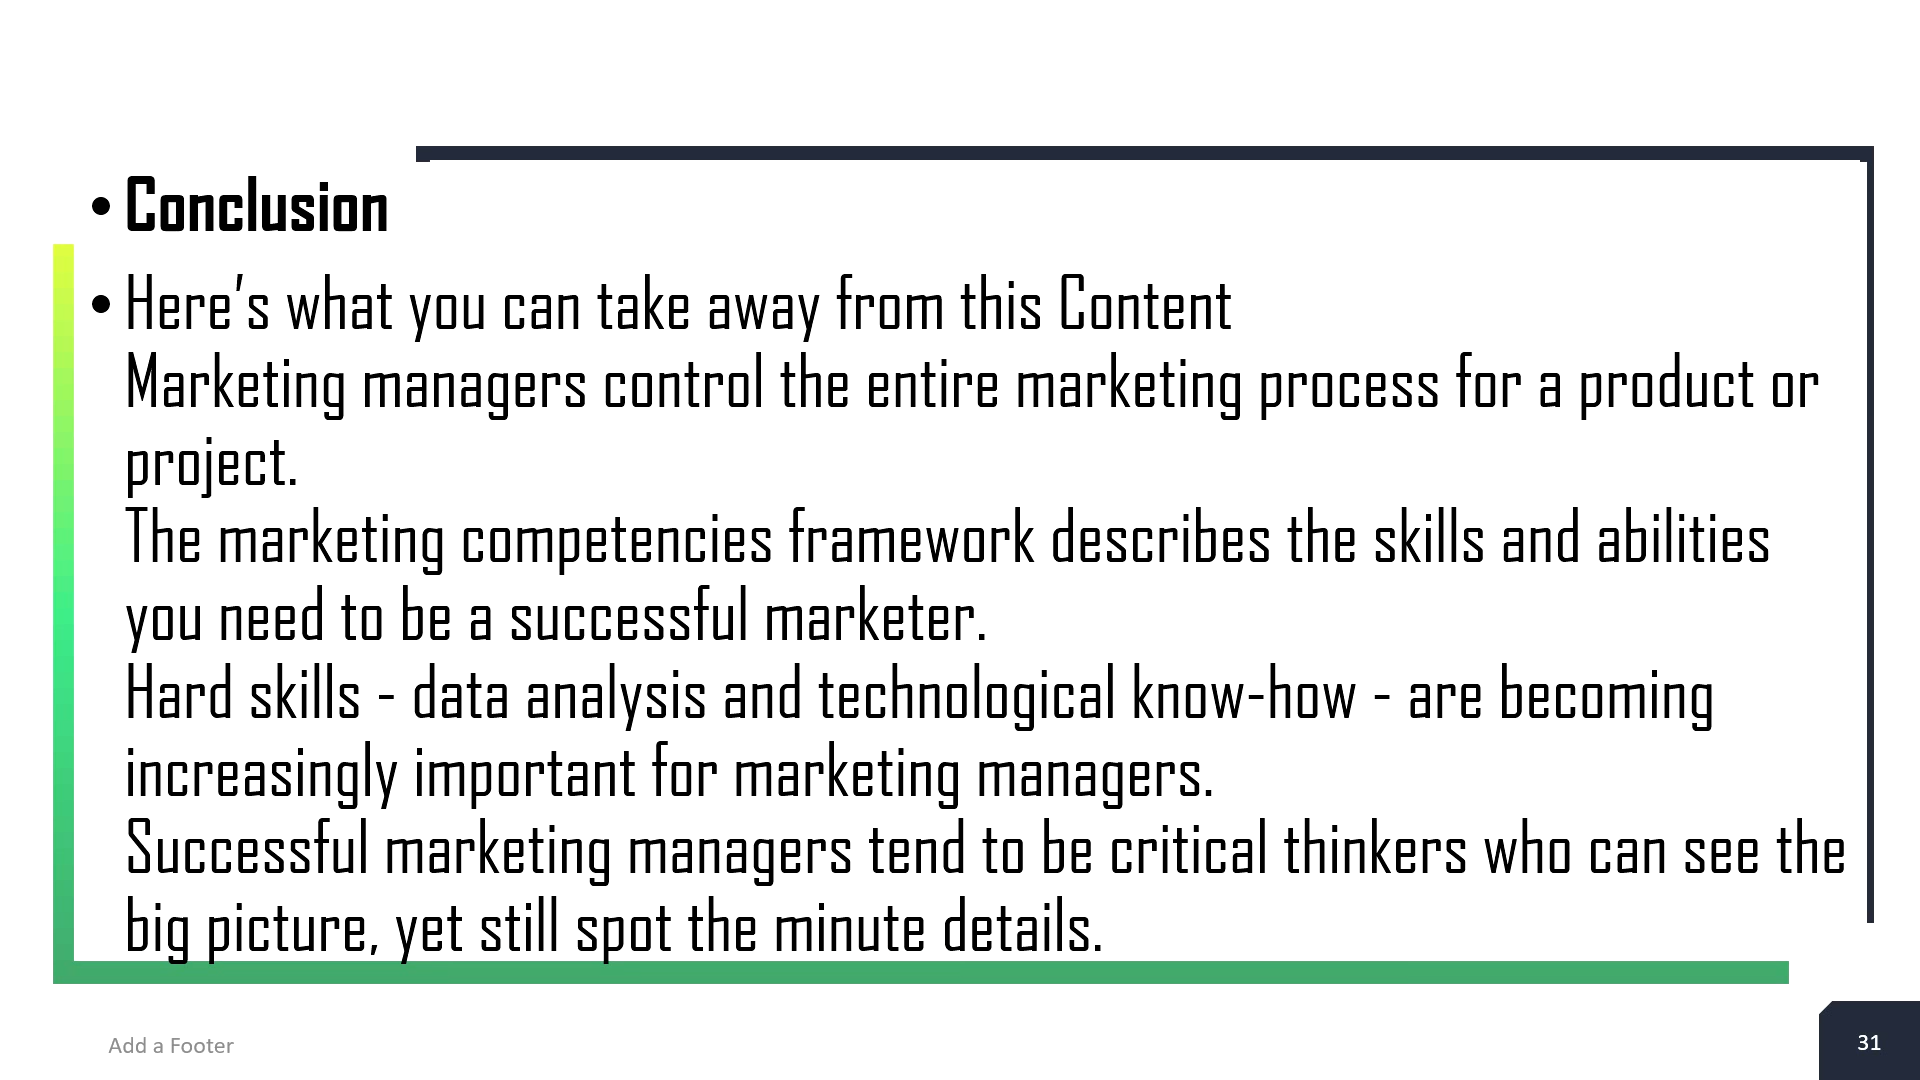 • Conclusion
• Here's what you can take away from this Content
Marketing managers control the entire marketing process for a product or
project.
The marketing competencies framework describes the skills and abilities
you need to be a successful marketer.
Hard skills - data analysis and technological know-how - are becoming
increasingly important for marketing managers.
Successful marketing managers tend to be critical thinkers who can see the
big picture, yet still spot the minute details.
Add a Footer
31